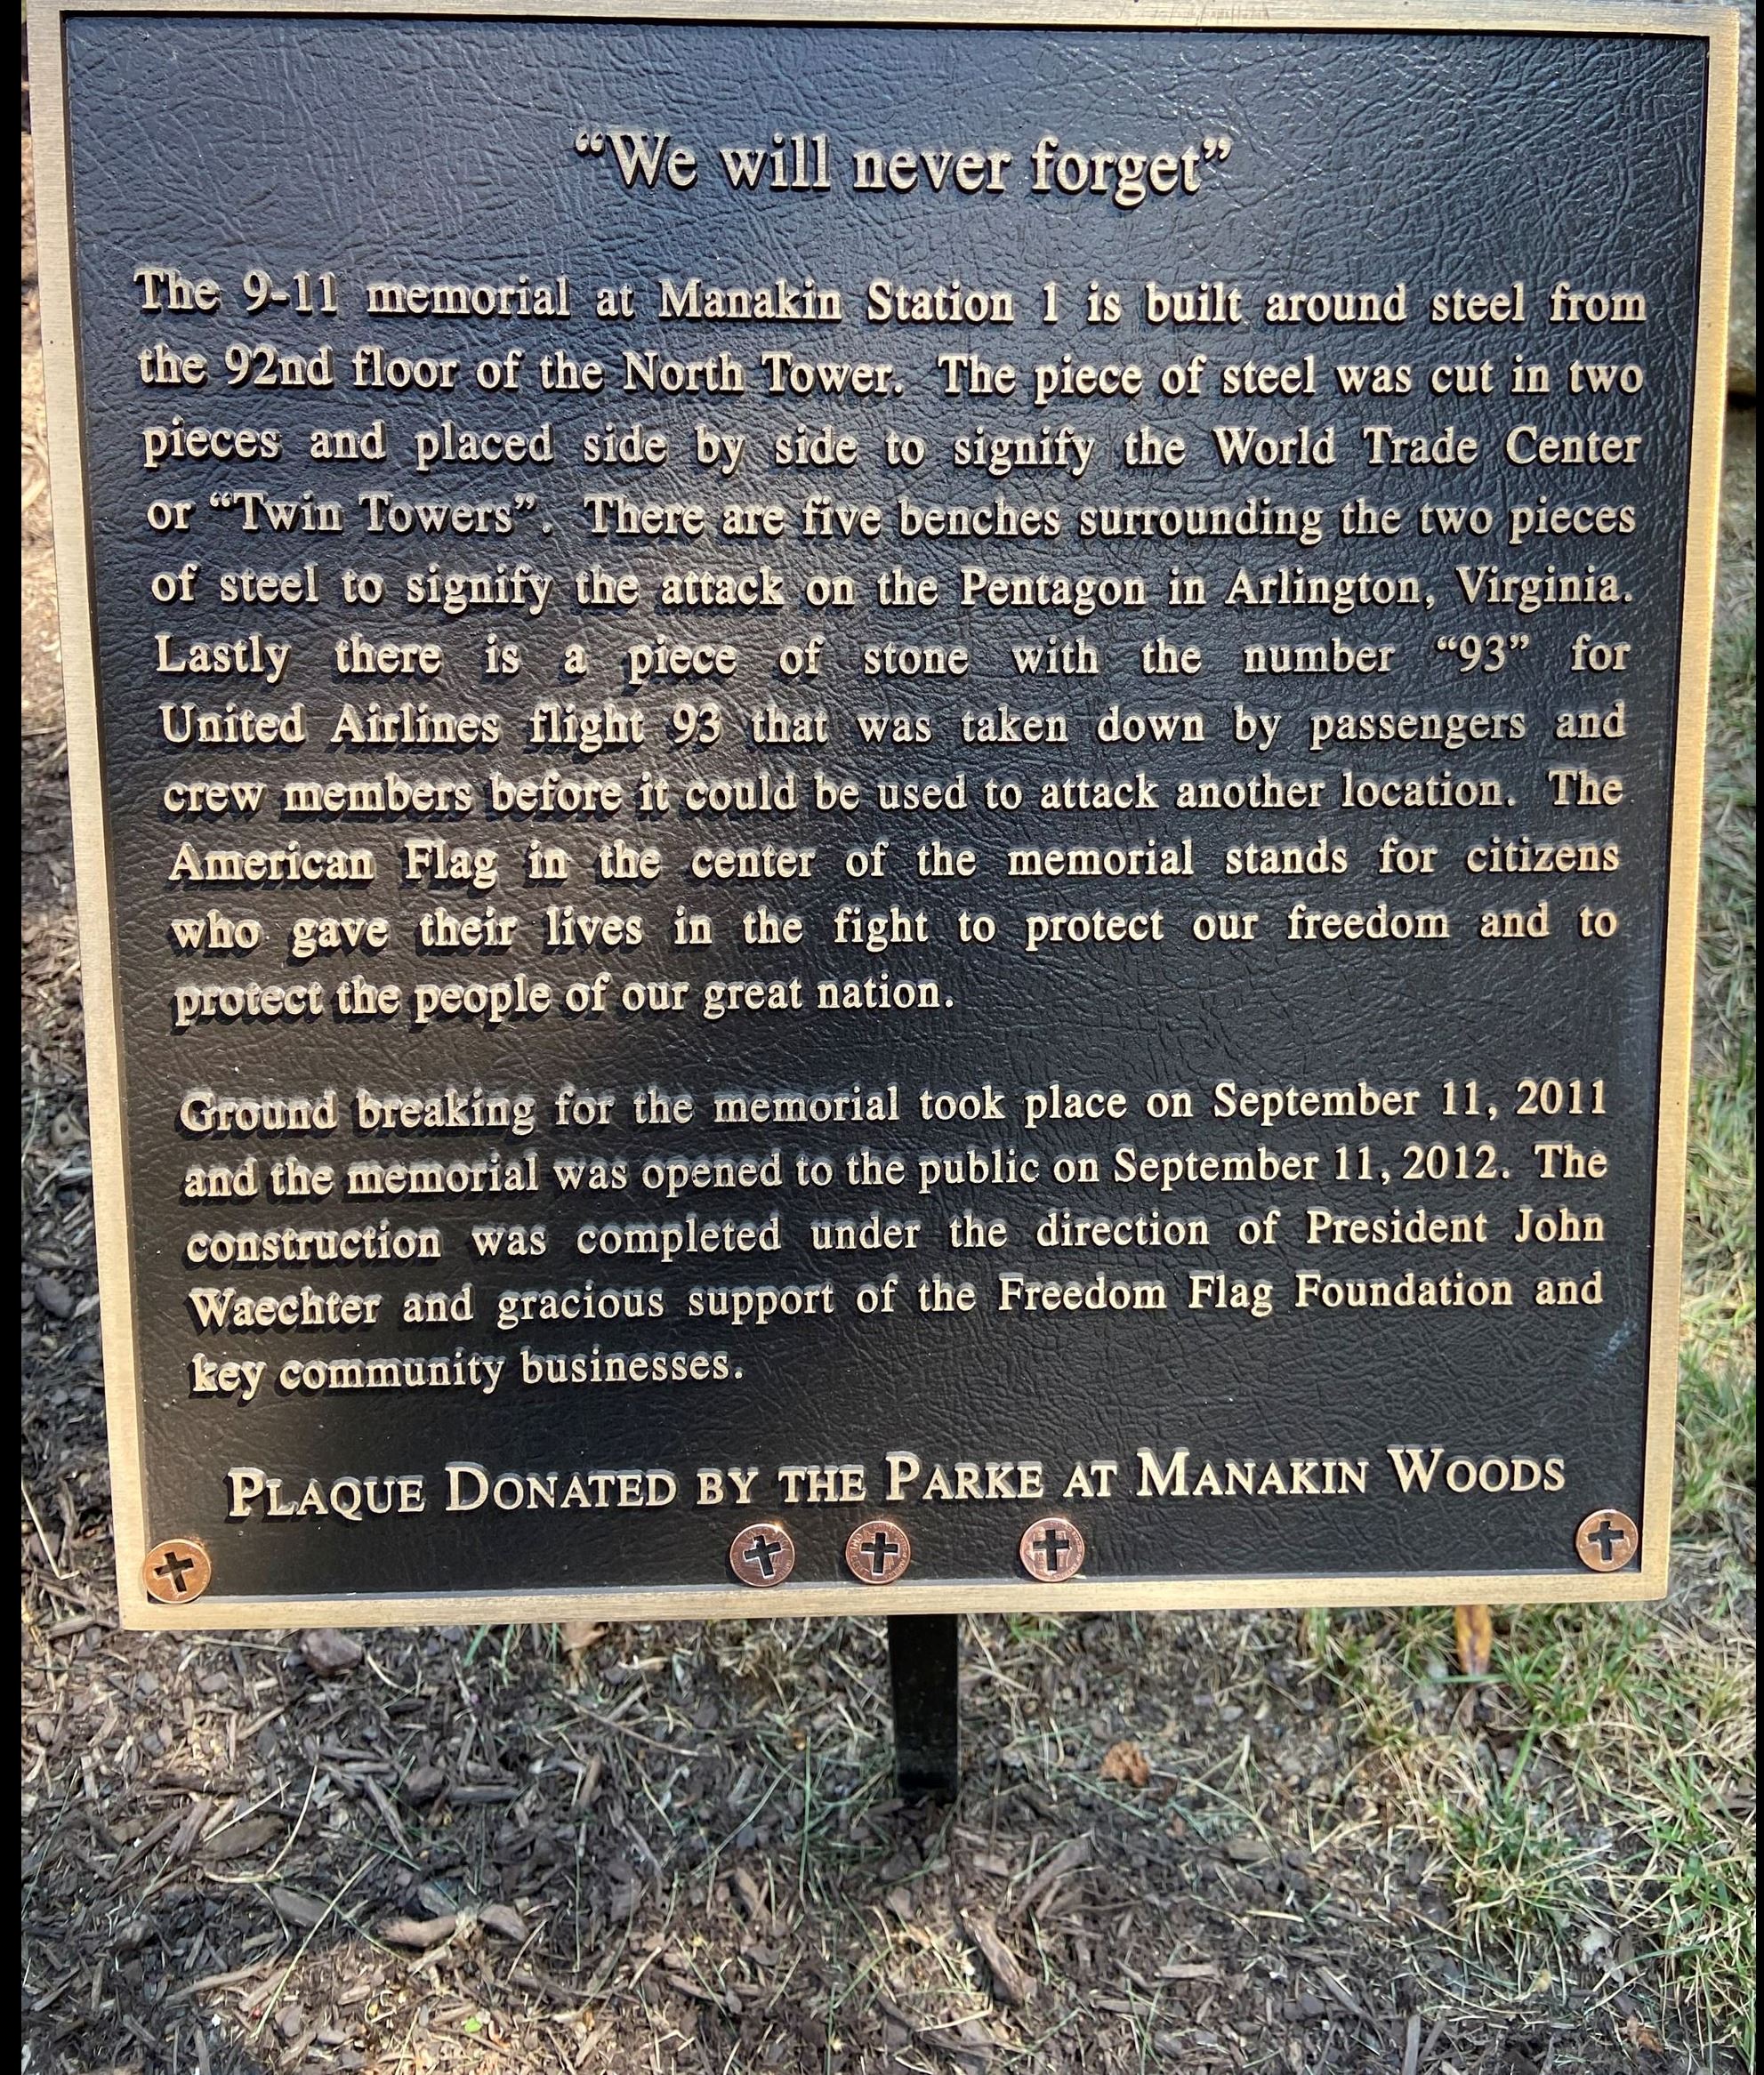 “We will never forget”
The 9-11 memorial at Manakin Station 1 is built around steel from
the 92nd floor of the North Tower. The piece of steel was cut in two
pieces and placed side by side to signify the World Trade Center
or “Twin Towers”. There are five benches surrounding the two pieces
of steel to signify the attack on the Pentagon in Arlington, Virginia.
Lastly there is a piece of stone with the number “93” for
United Airlines flight 93 that was taken down by passengers and
crew members before it could be used to attack another location. The
American Flag in the center of the memorial stands for citizens
who gave their lives in the fight to protect our freedom and to
protect the people of our great nation.
Ground breaking for the memorial took place on September 11, 2011
and the memorial was opened to the public on September 11, 2012. The
construction was completed under the direction of President John
Waechter and gracious support of the Freedom Flag Foundation and
key community businesses.
PLAQUE DONATED BY THE PARKE AT MANAKIN WOODS